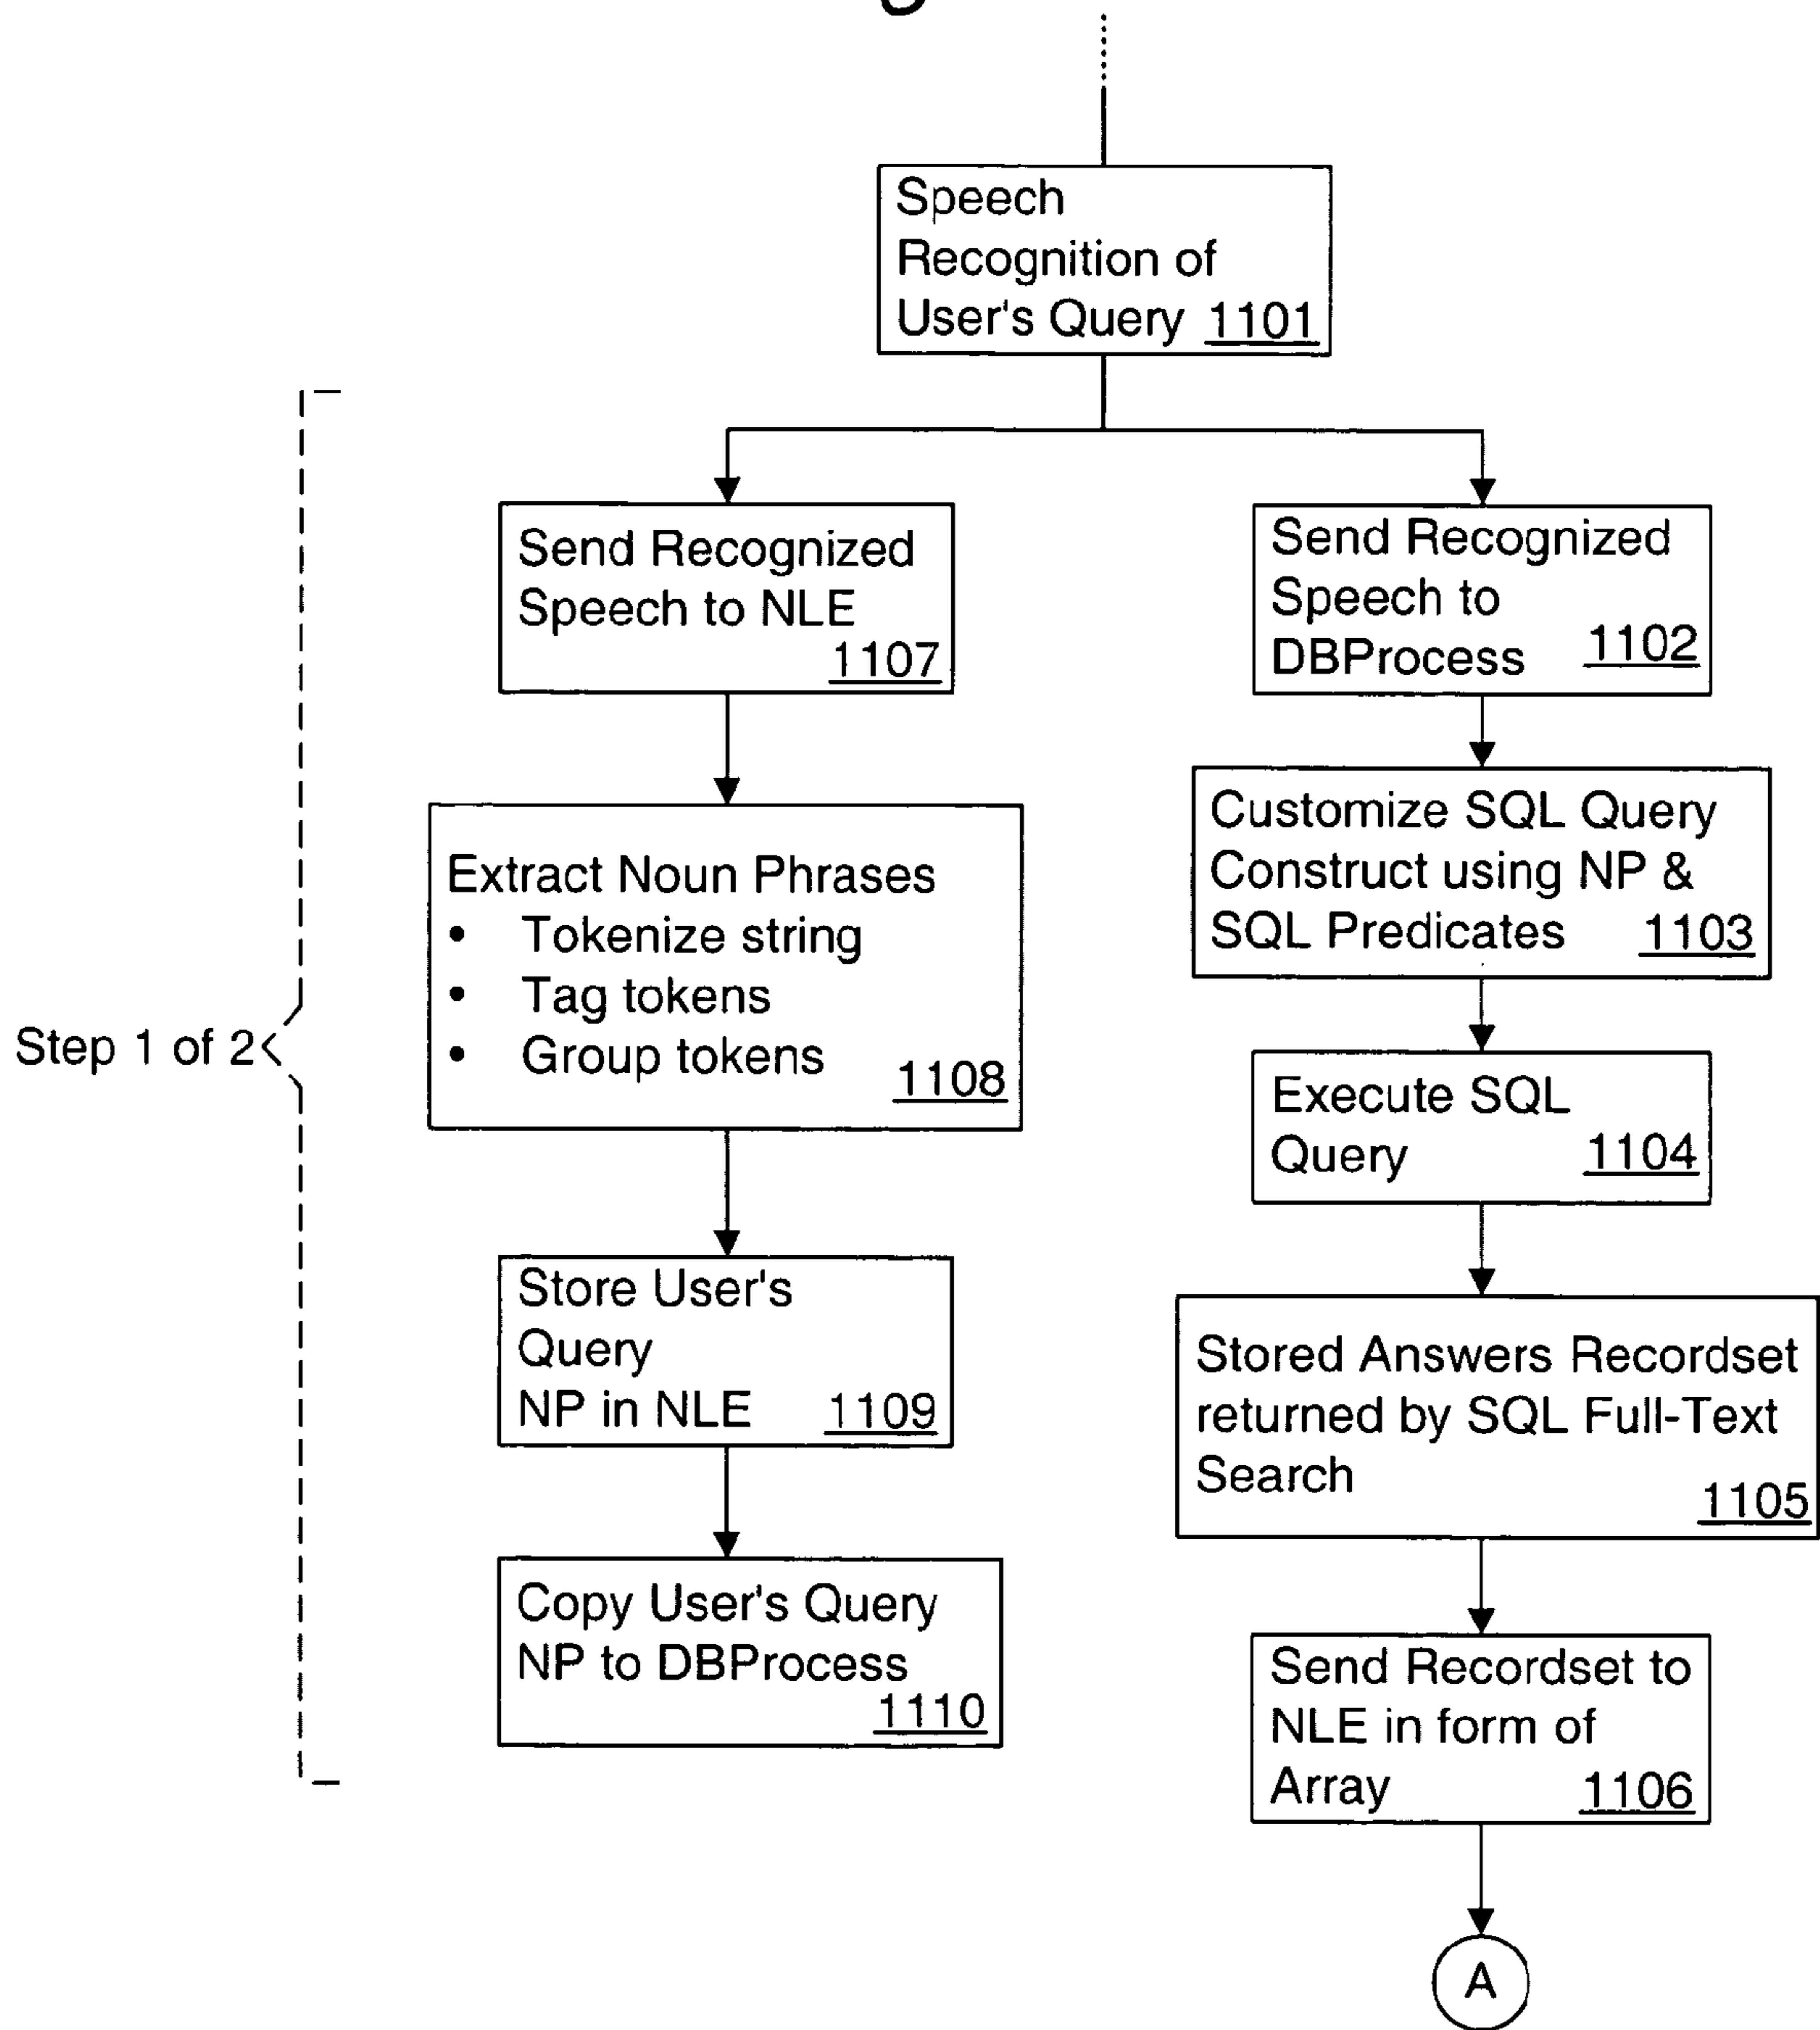 Speech
Recognition of
User's Query 1101
Send Recognized
Speech to NLE
1107
Send Recognized
Speech to
DBProcess 1102
Extract Noun Phrases
• Tokenize string
• Tag tokens
• Group tokens
1108
Customize SQL Query
Construct using NP &
SQL Predicates 1103
Step 1 of 2
Execute SQL
Query 1104
Store User's
Query
NP in NLE 1109
Stored Answers Recordset
returned by SQL Full-Text
Search
1105
Copy User's Query
NP to DBProcess
1110
Send Recordset to
NLE in form of
Array 1106
A